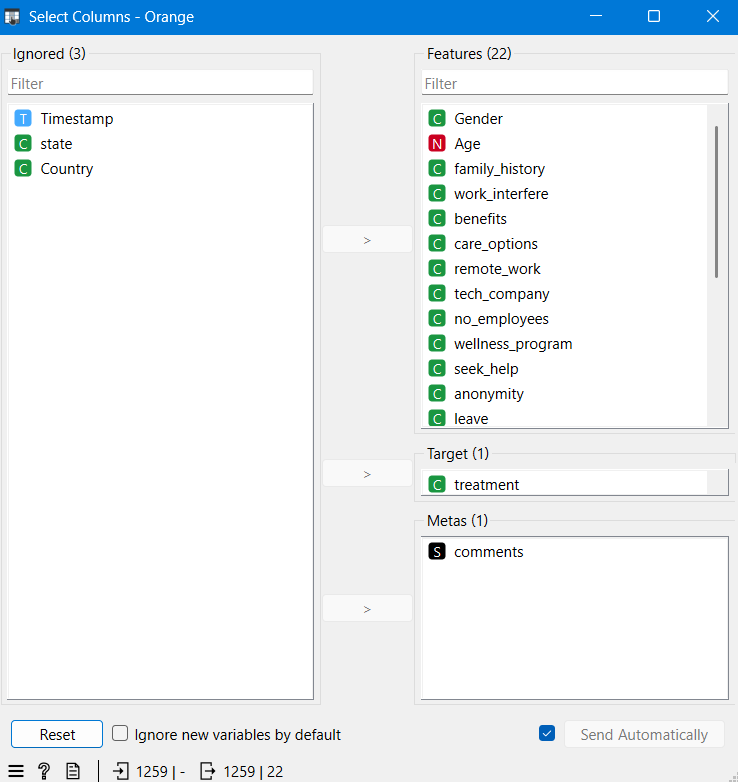 Select Columns - Orange
Ignored (3)
Filter
T Timestamp
C state
C Country
>
>
>
Features (22)
Filter
C Gender
N Age
C family_history
C work_interfere
C benefits
C care_options
C remote_work
C tech_company
C no_employees
C wellness_program
C seek_help
C anonymity
C leave
Target (1)
C treatment
Metas (1)
S comments
Reset
Ignore new variables by default
Send Automatically
? 1259 | - 1259 | 22